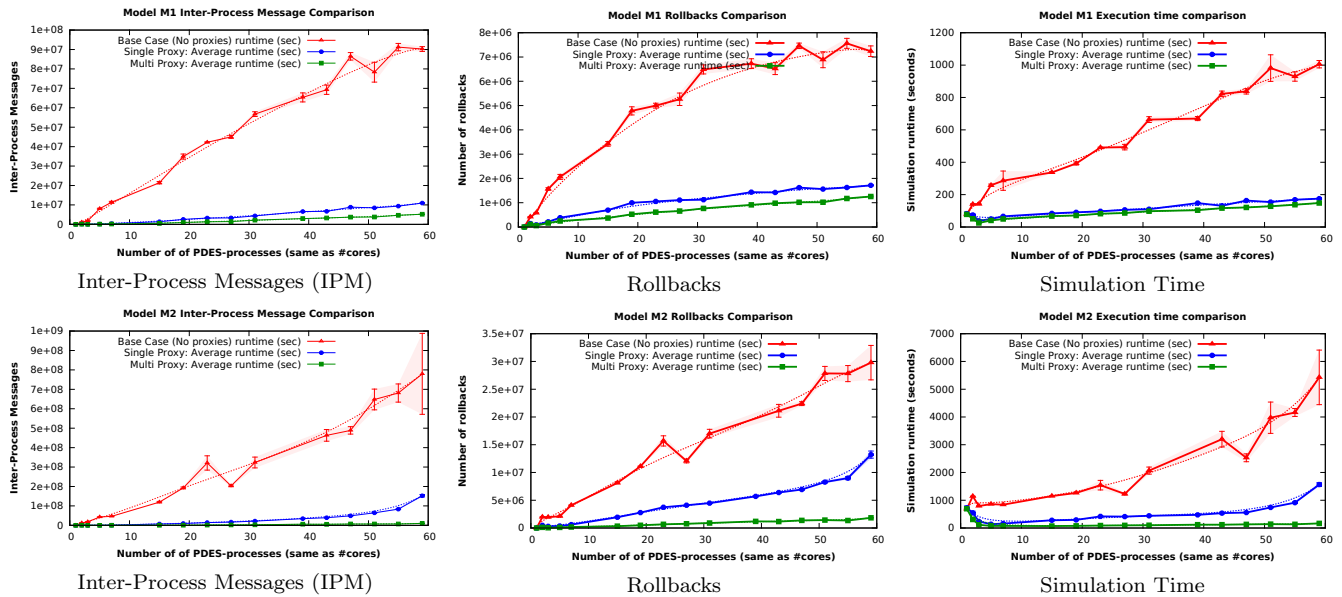 Model M1 Inter-Process Message Comparison
Inter-Process Messages
1e+08
9e+07
8e+07
7e+07
6e+07
5e+07
4e+07
3e+07
2e+07
1e+07
0
Base Case (No proxies) runtime (sec)
Single Proxy: Average runtime (sec)
Multi Proxy: Average runtime (sec)
0 10 20 30 40 50 60
Number of of PDES-processes (same as #cores)
Inter-Process Messages (IPM)
Model M1 Rollbacks Comparison
Number of rollbacks
8e+06
7e+06
6e+06
5e+06
4e+06
3e+06
2e+06
1e+06
0
Base Case (No proxies) runtime (sec)
Single Proxy: Average runtime (sec)
Multi Proxy: Average runtime (sec)
0 10 20 30 40 50 60
Number of of PDES-processes (same as #cores)
Rollbacks
Model M1 Execution time comparison
Simulation runtime (seconds)
1200
1000
800
600
400
200
0
Base Case (No proxies) runtime (sec)
Single Proxy: Average runtime (sec)
Multi Proxy: Average runtime (sec)
0 10 20 30 40 50 60
Number of of PDES-processes (same as #cores)
Simulation Time
Model M2 Inter-Process Message Comparison
Inter-Process Messages
1e+09
9e+08
8e+08
7e+08
6e+08
5e+08
4e+08
3e+08
2e+08
1e+08
0
Base Case (No proxies) runtime (sec)
Single Proxy: Average runtime (sec)
Multi Proxy: Average runtime (sec)
0 10 20 30 40 50 60
Number of of PDES-processes (same as #cores)
Inter-Process Messages (IPM)
Model M2 Rollbacks Comparison
Number of rollbacks
3.5e+07
3e+07
2.5e+07
2e+07
1.5e+07
1e+07
5e+06
0
Base Case (No proxies) runtime (sec)
Single Proxy: Average runtime (sec)
Multi Proxy: Average runtime (sec)
0 10 20 30 40 50 60
Number of of PDES-processes (same as #cores)
Rollbacks
Model M2 Execution time comparison
Simulation runtime (seconds)
7000
6000
5000
4000
3000
2000
1000
0
Base Case (No proxies) runtime (sec)
Single Proxy: Average runtime (sec)
Multi Proxy: Average runtime (sec)
0 10 20 30 40 50 60
Number of of PDES-processes (same as #cores)
Simulation Time